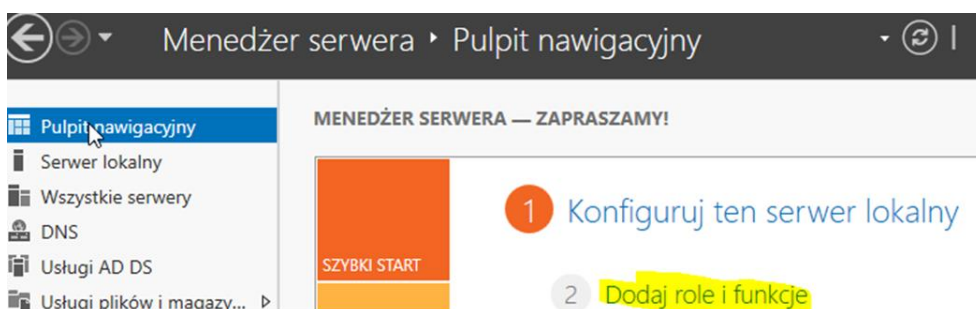 Menedżer serwera ‣ Pulpit nawigacyjny
Pulpit nawigacyjny
MENEDŻER SERWERA — ZAPRASZAMY!
Serwer lokalny
Wszystkie serwery
DNS
Usługi AD DS
Usługi plików i magazy...
1 Konfiguruj ten serwer lokalny
SZYBKI START
2 Dodaj role i funkcje